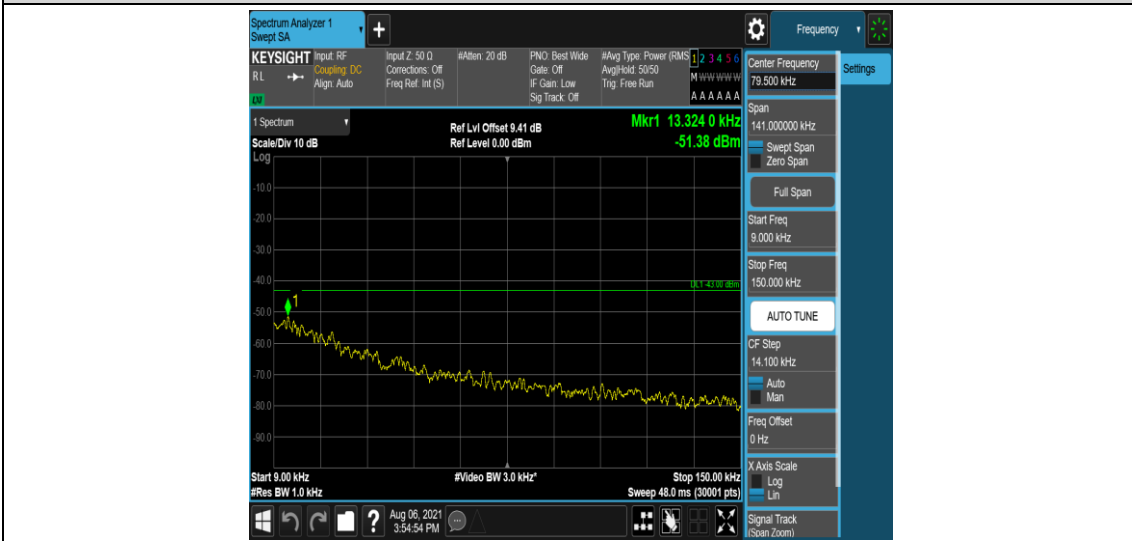 Spectrum Analyzer 1
Swept SA
+
Frequency
KEYSIGHT
Input: RF
Input Z: 50 Ω
#Atten: 20 dB
PNO: Best Wide
#Avg Type: Power (RMS
1 2 3 4 5 6
R L
Coupling: DC
Corrections: Off
Gate: Off
Avg|Hold: 50/50
M W W W W W
Align: Auto
Freq Ref: Int (S)
IF Gain: Low
Trig: Free Run
Sig Track: Off
A A A A A A
1 Spectrum
Ref Lvl Offset 9.41 dB
Mkr1 13.324 0 kHz
Scale/Div 10 dB
Ref Level 0.00 dBm
-51.38 dBm
Log
-10.0
-20.0
-30.0
-40.0
DL1 -43.00 dBm
1
-50.0
-60.0
-70.0
-80.0
-90.0
Start 9.00 kHz
#Video BW 3.0 kHz*
Stop 150.00 kHz
#Res BW 1.0 kHz
Sweep 48.0 ms (30001 pts)
?
Aug 06, 2021
3:54:54 PM
Center Frequency
79.500 kHz
Settings
Span
141.000000 kHz
Swept Span
Zero Span
Full Span
Start Freq
9.000 kHz
Stop Freq
150.000 kHz
AUTO TUNE
CF Step
14.100 kHz
Auto
Man
Freq Offset
0 Hz
X Axis Scale
Log
Lin
Signal Track
(Span Zoom)